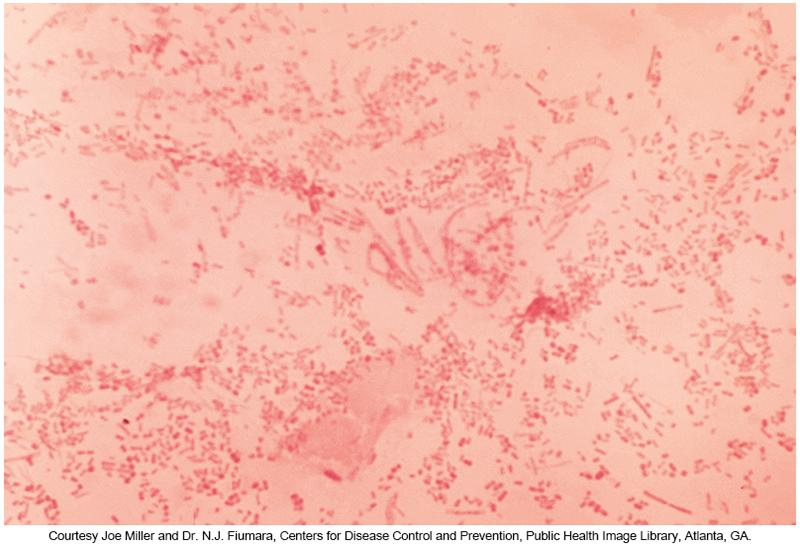 Courtesy Joe Miller and Dr. N.J. Fiumara, Centers for Disease Control and Prevention, Public Health Image Library, Atlanta, GA.